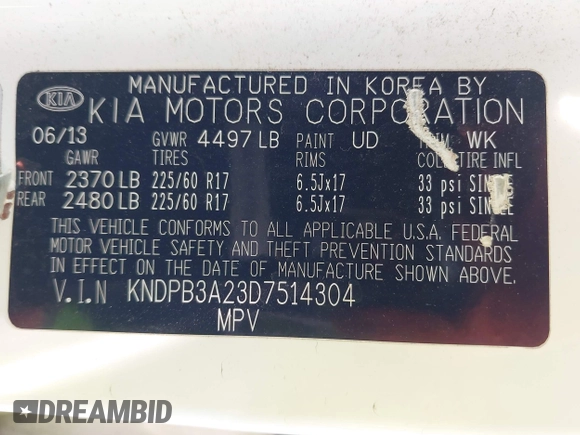 MANUFACTURED IN KOREA BY
KIA KIA MOTORS CORPORATION
06/13 GVWR 4497 LB PAINT UD WK
GAWR TIRES RIMS COLD TIRE INFL
FRONT 2370 LB 225/60 R17 6.5Jx17 33 psi SINGLE
REAR 2480 LB 225/60 R17 6.5Jx17 33 psi SINGLE
THIS VEHICLE CONFORMS TO ALL APPLICABLE U.S.A. FEDERAL
MOTOR VEHICLE SAFETY AND THEFT PREVENTION STANDARDS
IN EFFECT ON THE DATE OF MANUFACTURE SHOWN ABOVE.
V.I.N KNDPB3A23D7514304
MPV
DREAMBID